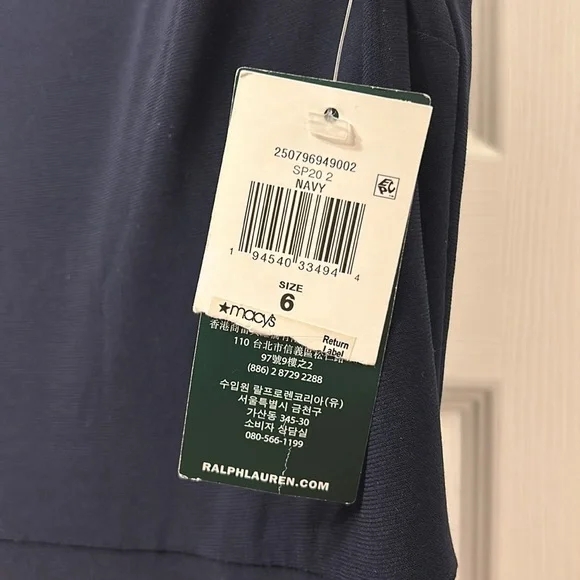 250796949002
SP20 2
NAVY
1 94540 33494 4
SIZE
6
★macy's
Return
Label
110 台北市信義區松仁路
97號9樓之2
(886) 2 8729 2288
수입원 랄프로렌코리아(유)
서울특별시 금천구
가산동 345-30
소비자 상담실
080-566-1199
RALPHLAUREN.COM